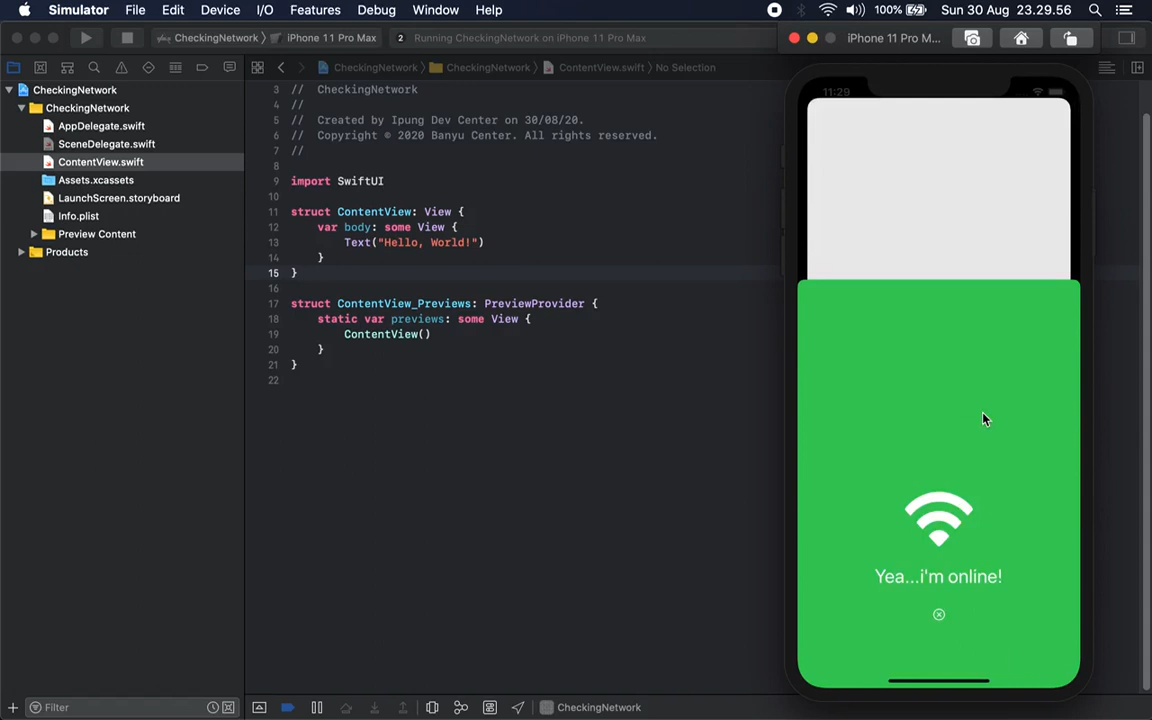 Simulator File Edit Device I/O Features Debug Window Help 100% Sun 30 Aug 23.29.56
CheckingNetwork iPhone 11 Pro Max 2 Running CheckingNetwork on iPhone 11 Pro Max
iPhone 11 Pro M...
CheckingNetwork CheckingNetwork ContentView.swift No Selection
CheckingNetwork
CheckingNetwork
AppDelegate.swift
SceneDelegate.swift
ContentView.swift
Assets.xcassets
LaunchScreen.storyboard
Info.plist
Preview Content
Products
3 // CheckingNetwork
4 //
5 // Created by Ipung Dev Center on 30/08/20.
6 // Copyright © 2020 Banyu Center. All rights reserved.
7 //
8
9 import SwiftUI
10
11 struct ContentView: View {
12 var body: some View {
13 Text("Hello, World!")
14 }
15 }
16
17 struct ContentView_Previews: PreviewProvider {
18 static var previews: some View {
19 ContentView()
20 }
21 }
22
11:29
Yea...i'm online!
Filter
CheckingNetwork